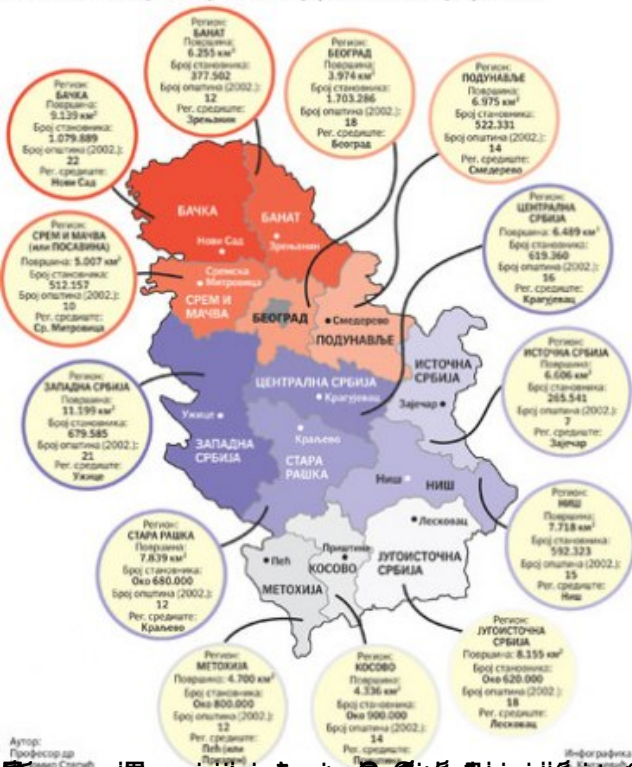 Регион:
БАНАТ
Површина:
6.255 км²
Број становника:
377.502
Број општина (2002.)
12
Рег. средиште:
Зрењанин
Регион:
БЕОГРАД
Површина:
3.974 км²
Број становника:
1.703.286
Број општина (2002.)
18
Рег. средиште:
Београд
Регион:
ПОДУНАВЉЕ
Површина:
6.975 км²
Број становника:
522.331
Број општина (2002.)
14
Рег. средиште:
Смедерево
Регион:
БАЧКА
Површина:
9.139 км²
Број становника:
1.079.889
Број општина (2002.)
22
Рег. средиште:
Нови Сад
Регион:
ЦЕНТРАЛНА
СРБИЈА
Површина: 6.489 км²
Број становника:
619.360
Број општина (2002.)
16
Рег. средиште:
Крагујевац
Регион:
СРЕМ И МАЧВА
(или ПОСАВИНА)
Површина: 5.007 км²
Број становника:
512.157
Број општина (2002.)
10
Рег. средиште:
Ср. Митровица
Регион:
ИСТОЧНА СРБИЈА
Површина:
6.606 км²
Број становника:
265.541
Број општина (2002.)
7
Рег. средиште:
Зајечар
Регион:
ЗАПАДНА СРБИЈА
Површина:
11.199 км²
Број становника:
679.585
Број општина (2002.)
21
Рег. средиште:
Ужице
Регион:
НИШ
Површина:
7.718 км²
Број становника:
592.323
Број општина (2002.)
15
Рег. средиште:
Ниш
Регион:
СТАРА РАШКА
Површина:
7.839 км²
Број становника:
Око 680.000
Број општина (2002.)
12
Рег. средиште:
Краљево
Регион:
ЈУГОИСТОЧНА
СРБИЈА
Површина: 8.155 км²
Број становника:
Око 620.000
Број општина (2002.)
18
Рег. средиште:
Лесковац
Регион:
МЕТОХИЈА
Површина: 4.700 км²
Број становника:
Око 800.000
Број општина (2002.)
12
Рег. средиште:
Пећ (или
Регион:
КОСОВО
Површина:
4.336 км²
Број становника:
Око 900.000
Број општина (2002.)
14
Рег. средиште:
БАЧКА
Нови Сад
БАНАТ
Зрењанин
Сремска
Митровица
СРЕМ И
МАЧВА
БЕОГРАД
Смедерево
ПОДУНАВЉЕ
ИСТОЧНА
СРБИЈА
Зајечар
ЦЕНТРАЛНА СРБИЈА
Крагујевац
Ужице
ЗАПАДНА
СРБИЈА
Краљево
СТАРА
РАШКА
Ниш
НИШ
Лесковац
ЈУГОИСТОЧНА
СРБИЈА
Приштина
КОСОВО
Пећ
МЕТОХИЈА
Аутор:
Професор др
Инфографика